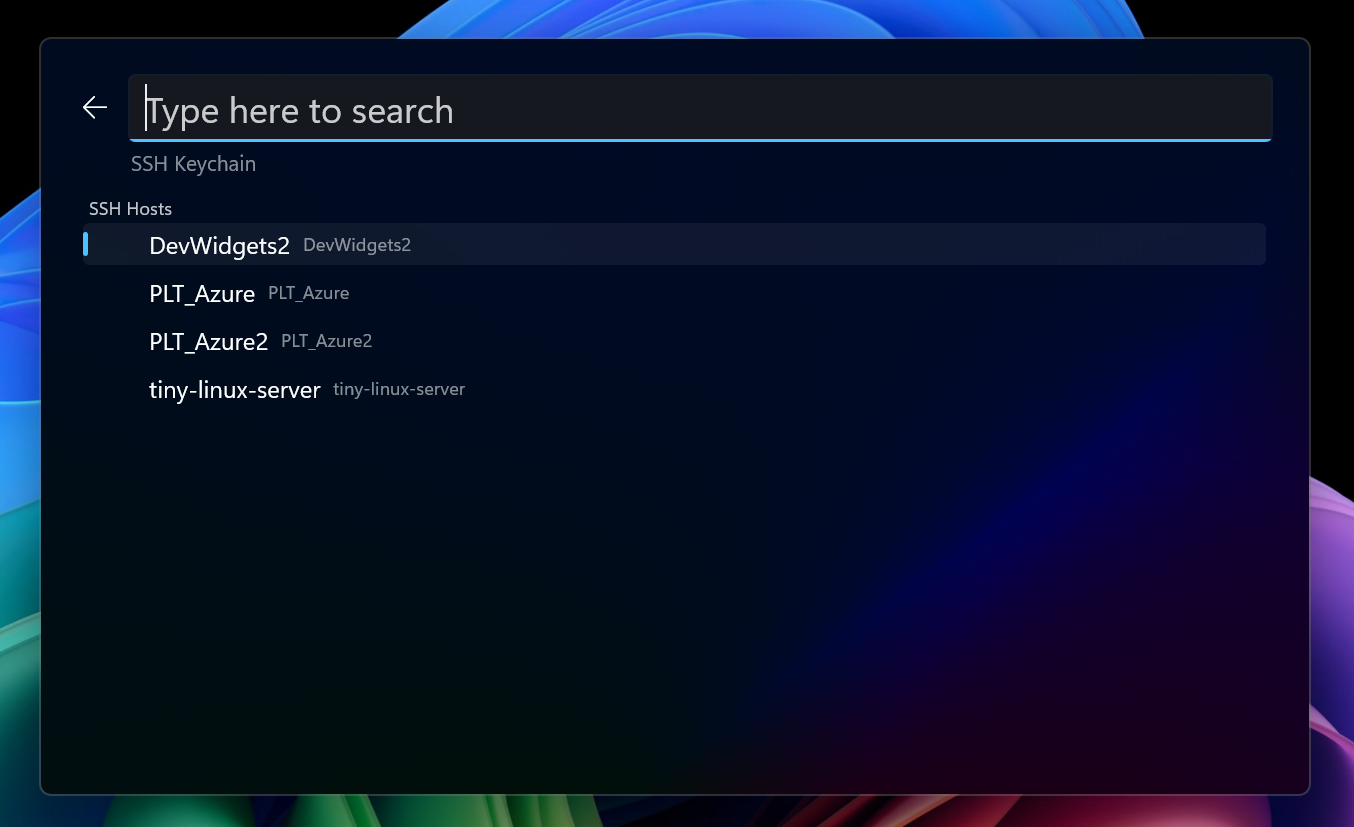 Type here to search
SSH Keychain
SSH Hosts
DevWidgets2 DevWidgets2
PLT_Azure PLT_Azure
PLT_Azure2 PLT_Azure2
tiny-linux-server tiny-linux-server